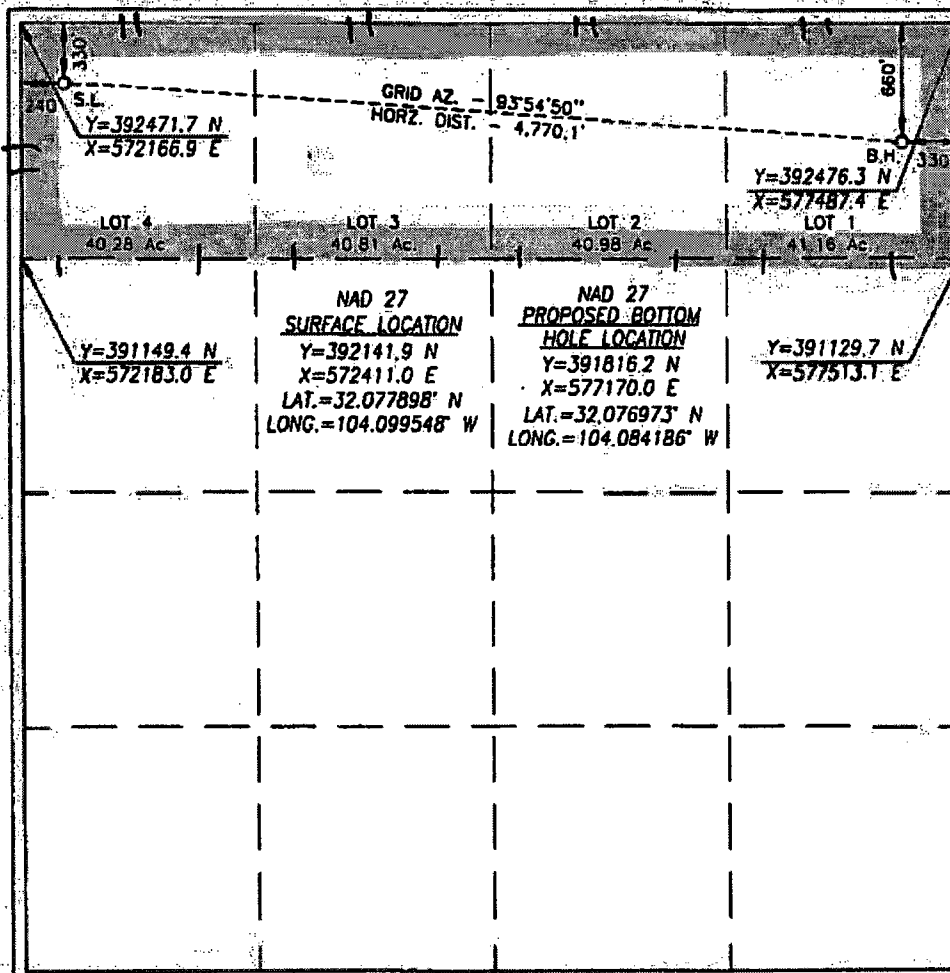 330'
660'
GRID AZ. - 93°54'50"
HORZ. DIST. - 4,770.1'
240'
S.L.
Y=392471.7 N
X=572166.9 E
B.H.
330'
Y=392476.3 N
X=577487.4 E
LOT 4
40.28 Ac.
LOT 3
40.81 Ac.
LOT 2
40.98 Ac.
LOT 1
41.16 Ac.
NAD 27
SURFACE LOCATION
Y=392141.9 N
X=572411.0 E
LAT.=32.077898° N
LONG.=104.099548° W
NAD 27
PROPOSED BOTTOM
HOLE LOCATION
Y=391816.2 N
X=577170.0 E
LAT.=32.076973° N
LONG.=104.084186° W
Y=391149.4 N
X=572183.0 E
Y=391129.7 N
X=577513.1 E